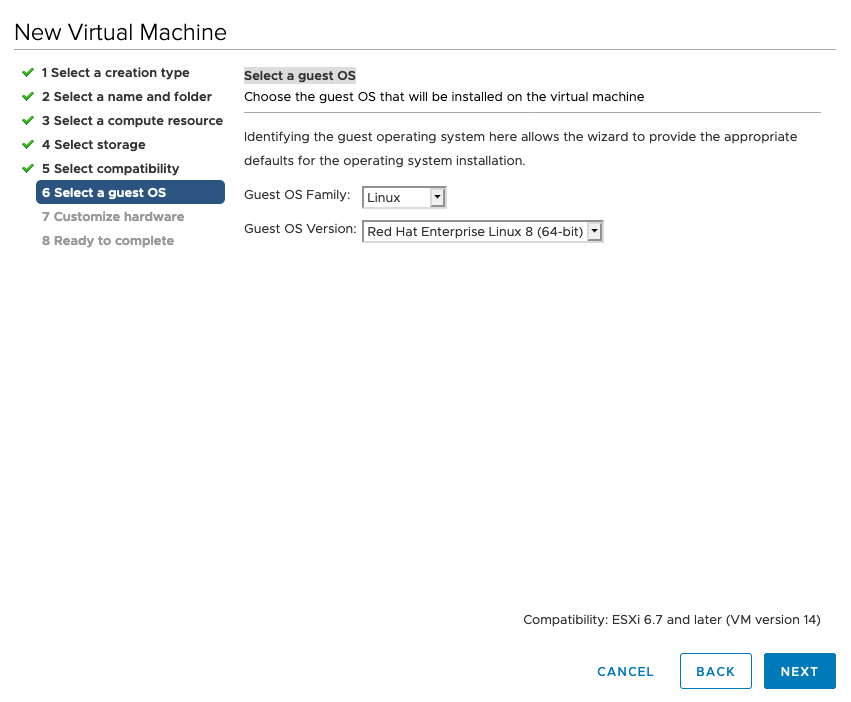 New Virtual Machine
1 Select a creation type
2 Select a name and folder
3 Select a compute resource
4 Select storage
5 Select compatibility
6 Select a guest OS
7 Customize hardware
8 Ready to complete
Select a guest OS
Choose the guest OS that will be installed on the virtual machine
Identifying the guest operating system here allows the wizard to provide the appropriate
defaults for the operating system installation.
Guest OS Family: Linux
Guest OS Version: Red Hat Enterprise Linux 8 (64-bit)
Compatibility: ESXi 6.7 and later (VM version 14)
CANCEL BACK NEXT